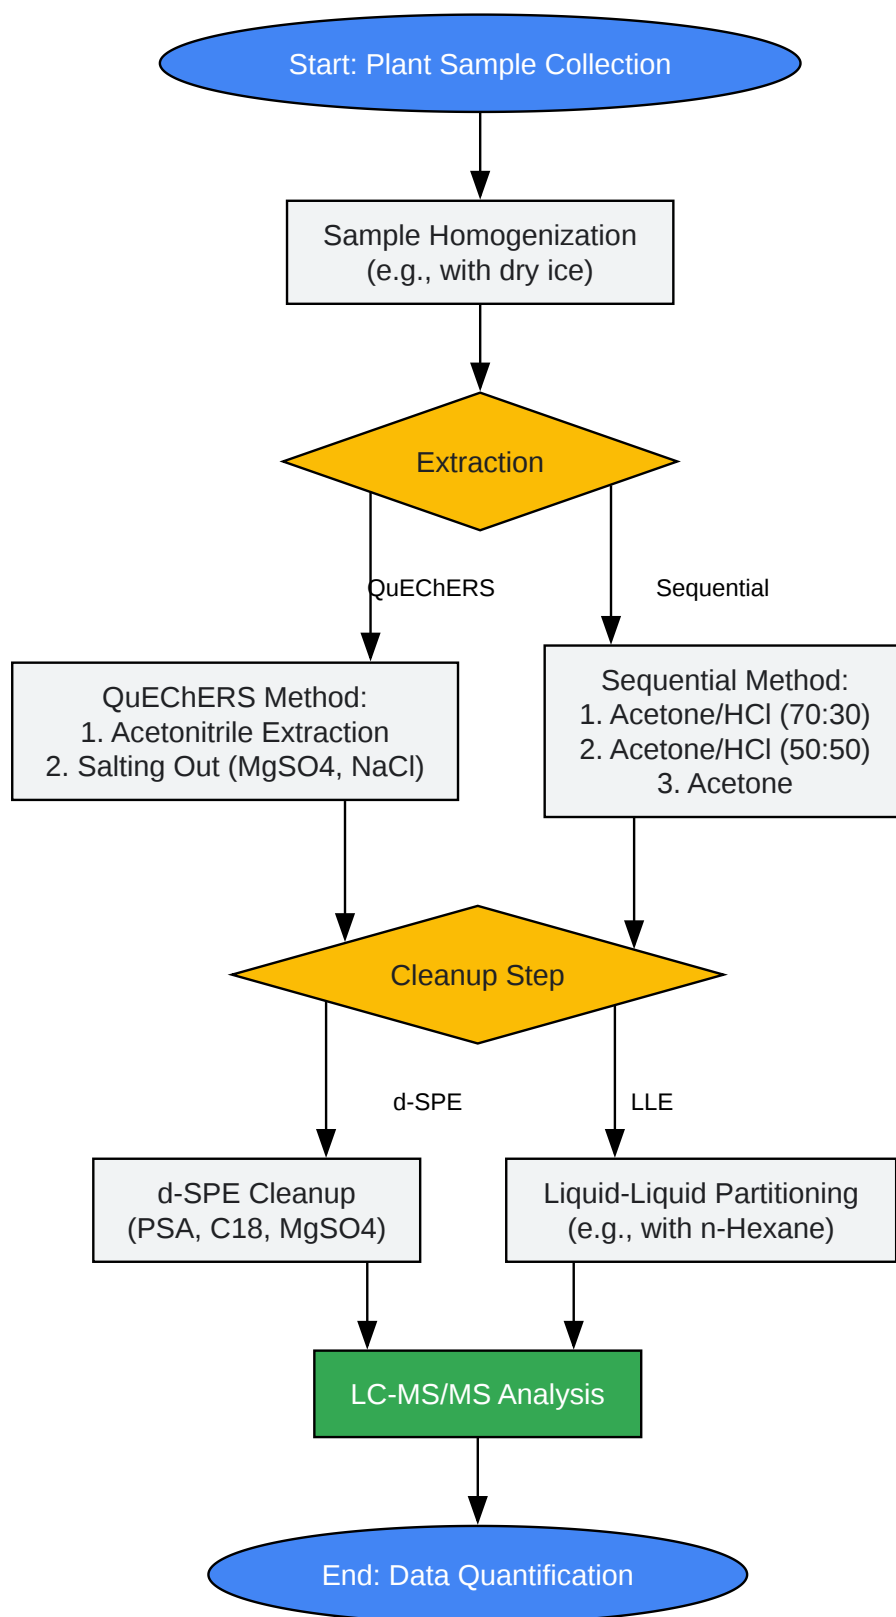 Start: Plant Sample Collection
Sample Homogenization
(e.g., with dry ice)
Extraction
QuEChERS
Sequential
QuEChERS Method:
1. Acetonitrile Extraction
2. Salting Out (MgSO4, NaCl)
Sequential Method:
1. Acetone/HCl (70:30)
2. Acetone/HCl (50:50)
3. Acetone
Cleanup Step
d-SPE
LLE
d-SPE Cleanup
(PSA, C18, MgSO4)
Liquid-Liquid Partitioning
(e.g., with n-Hexane)
LC-MS/MS Analysis
End: Data Quantification